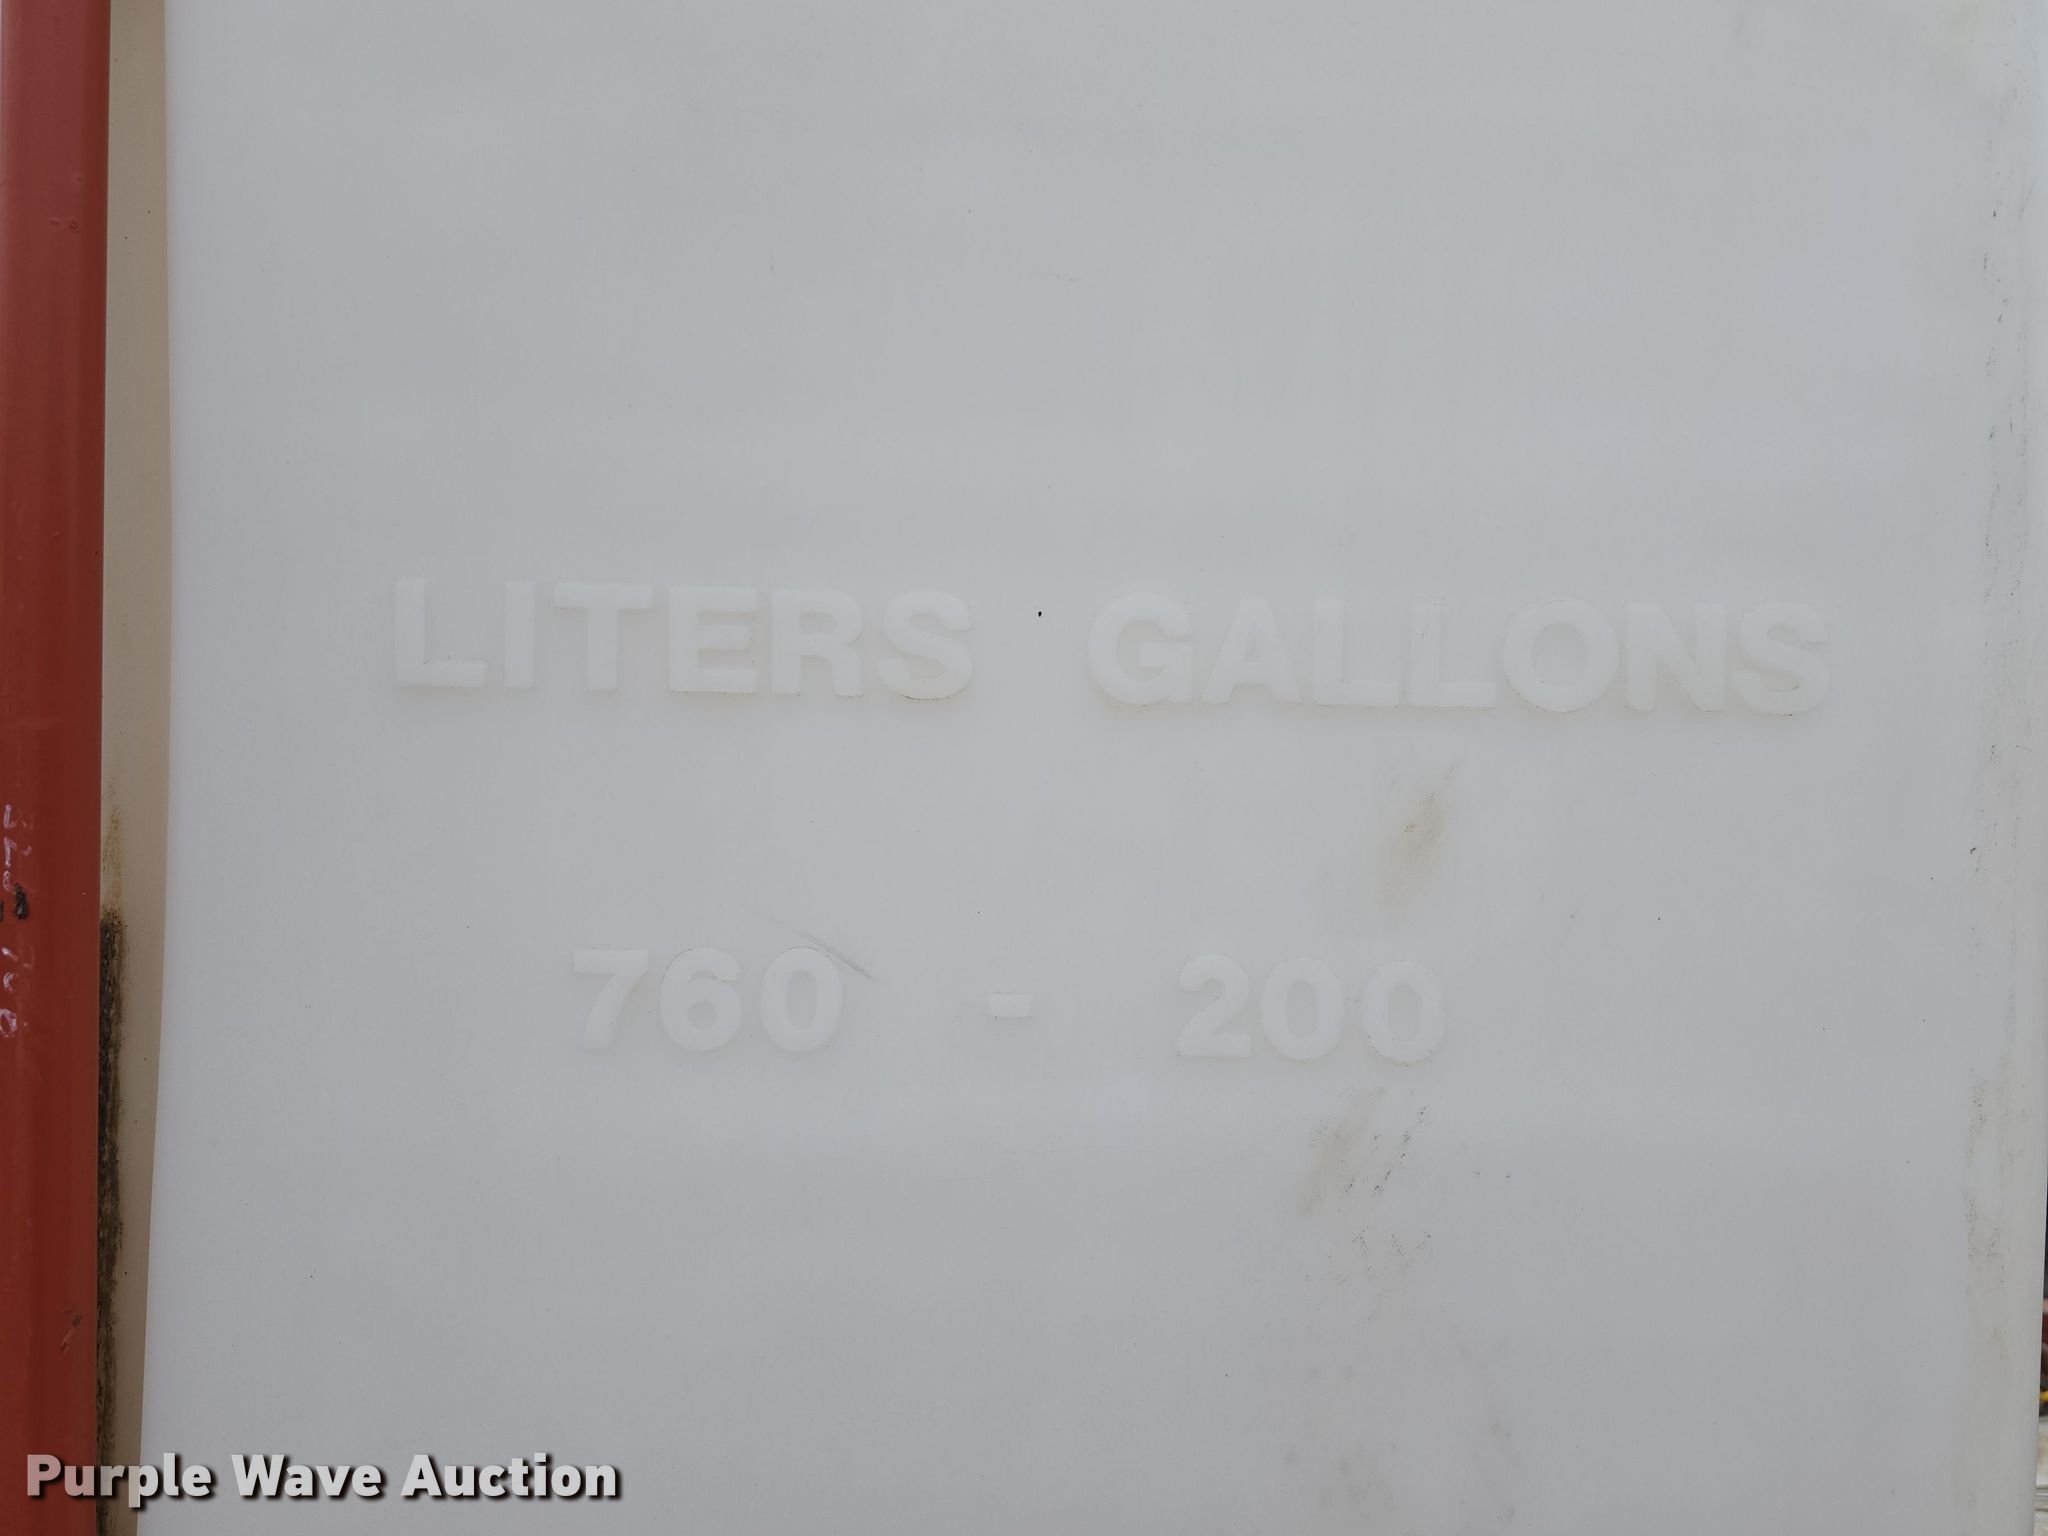 LITERS GALLONS
760 - 200
Purple Wave Auction